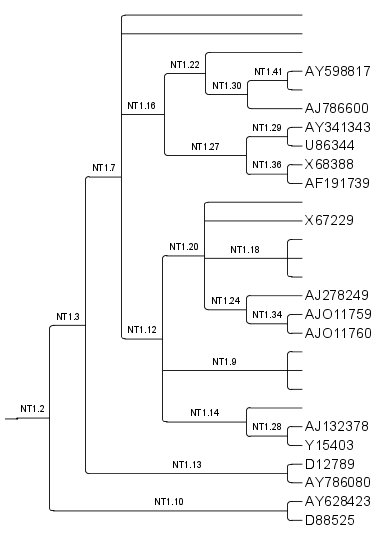 NT1.22
NT1.41
AY598817
NT1.30
NT1.16
AJ786600
NT1.29
AY341343
NT1.27
U86344
NT1.36
X68388
NT1.7
AF191739
X67229
NT1.20
NT1.18
AJ278249
NT1.24
NT1.34
AJO11759
NT1.3
NT1.12
AJO11760
NT1.9
NT1.2
NT1.14
NT1.28
AJ132378
Y15403
NT1.13
D12789
AY786080
NT1.10
AY628423
D88525